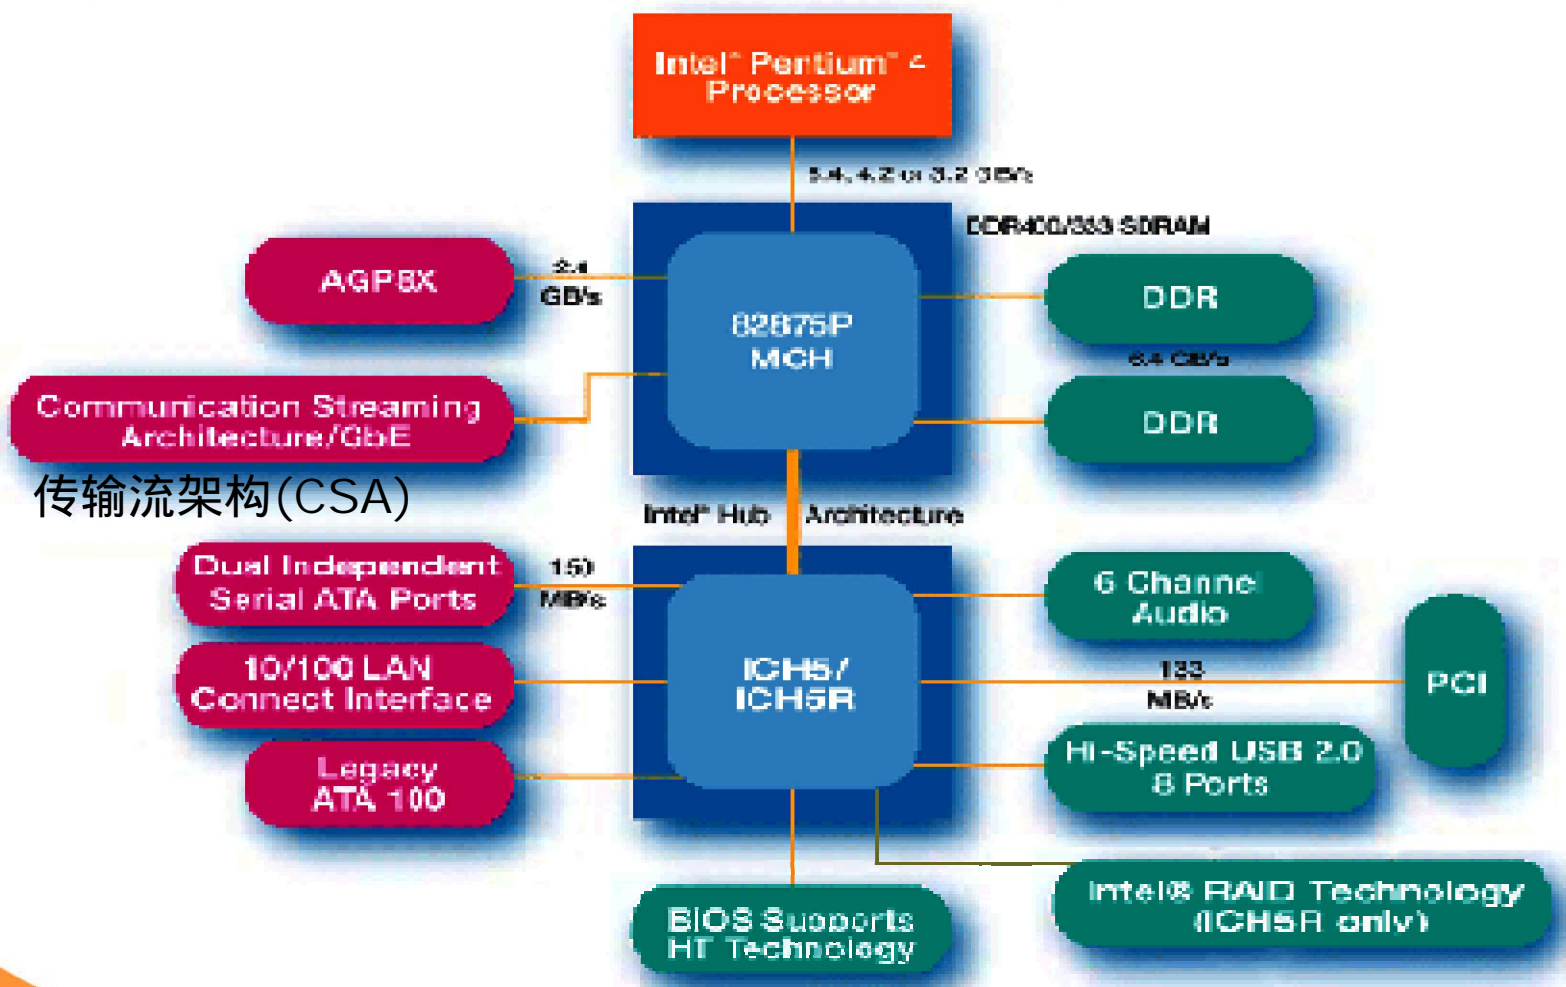 Intel® Pentium™ 4
Processor
6.4, 4.2 or 3.2 GB/s
DDR400/333 SDRAM
AGP8X
GB/s
DDR
82875P
MCH
6.4 GB/s
Communication Streaming
Architecture/GbE
DDR
传输流架构(CSA)
Intel® Hub Architecture
Dual Independent
Serial ATA Ports
150
MB/s
6 Channel
Audio
10/100 LAN
Connect Interface
ICH5/
ICH5R
133
MB/s
PCI
Legacy
ATA 100
Hi-Speed USB 2.0
8 Ports
BIOS Supports
HT Technology
Intel® RAID Technology
(ICH5R only)